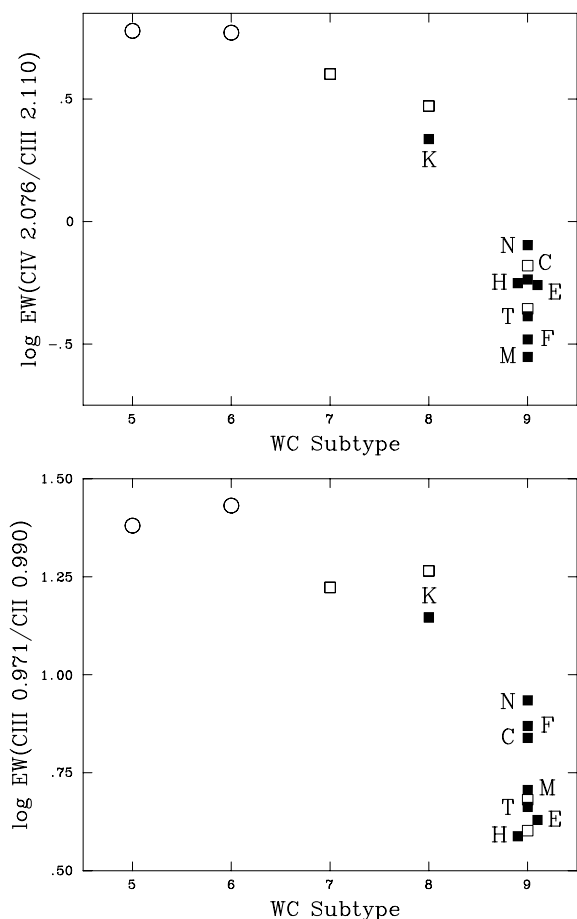 log EW(CIV 2.076/CIII 2.110)
.5
0
-.5
K
N
C
H
E
T
F
M
5 6 7 8 9
WC Subtype
log EW(CIII 0.971/CII 0.990)
1.50
1.25
1.00
.75
.50
K
N
F
C
M
T
E
H
5 6 7 8 9
WC Subtype